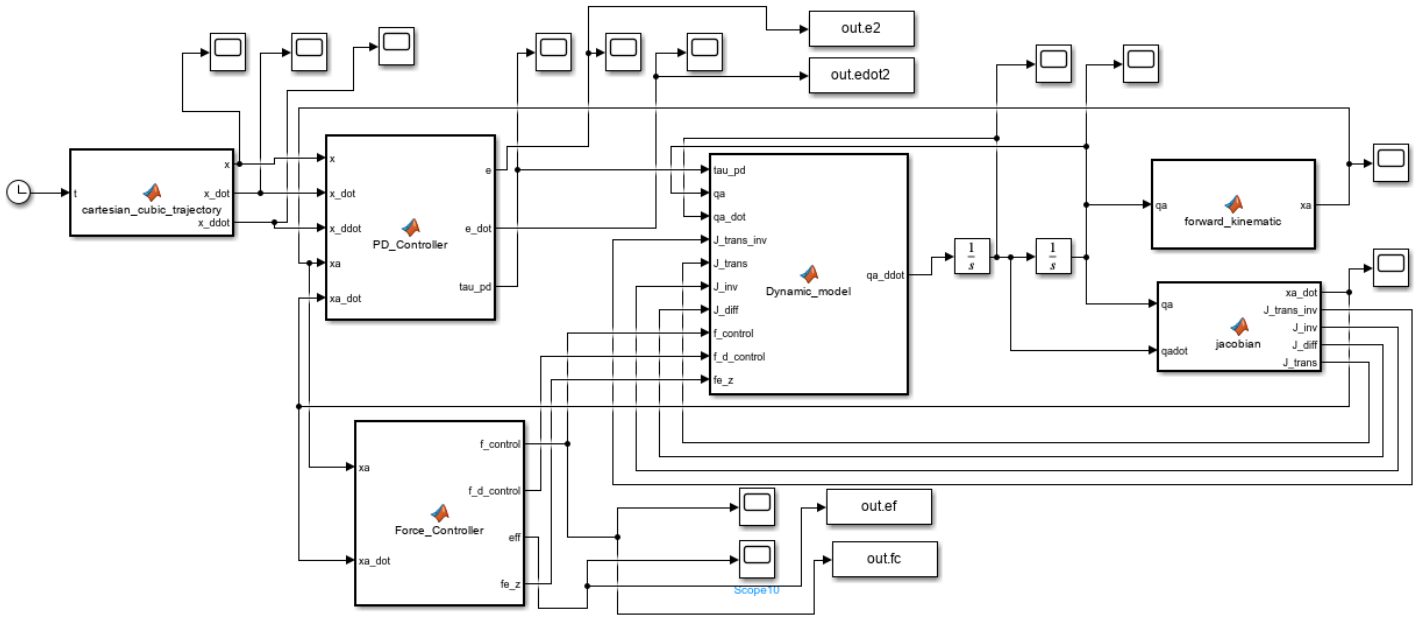 out.e2
out.edot2
t
x
x_dot
x_ddot
cartesian_cubic_trajectory
x
x_dot
x_ddot
xa
xa_dot
PD_Controller
e
e_dot
tau_pd
tau_pd
qa
qa_dot
J_trans_inv
J_trans
J_inv
J_diff
f_control
f_d_control
fe_z
Dynamic_model
qa_ddot
1
s
1
s
qa
forward_kinematic
xa
qa
qadot
jacobian
xa_dot
J_trans_inv
J_inv
J_diff
J_trans
xa
xa_dot
Force_Controller
f_control
f_d_control
eff
fe_z
out.ef
out.fc
Scope10